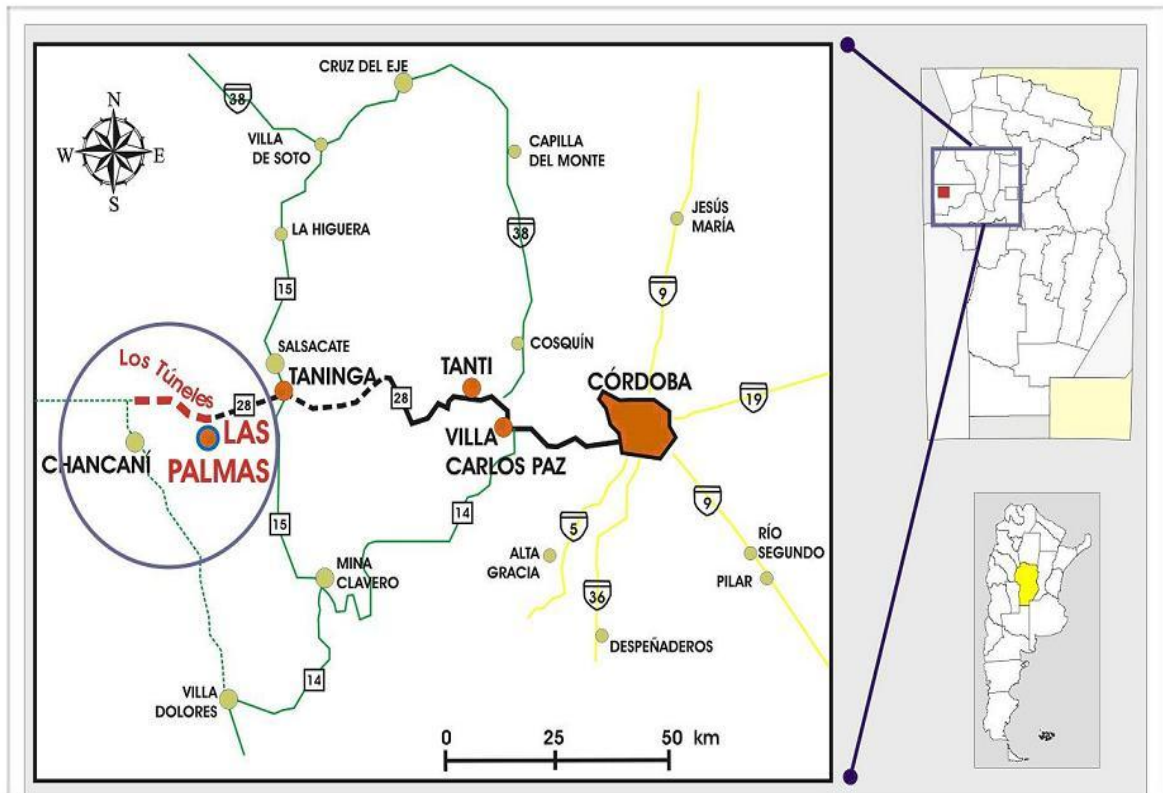 CRUZ DEL EJE
38
N
W E
S
VILLA
DE SOTO
CAPILLA
DEL MONTE
JESÚS
MARÍA
LA HIGUERA
38
15
9
SALSACATE
COSQUÍN
Los Túneles
TANINGA
TANTI
CÓRDOBA
28
28
19
LAS
PALMAS
CHANCANÍ
VILLA
CARLOS PAZ
9
15
14
5
ALTA
GRACIA
RÍO
SEGUNDO
PILAR
MINA
CLAVERO
36
DESPEÑADEROS
14
VILLA
DOLORES
0 25 50 km